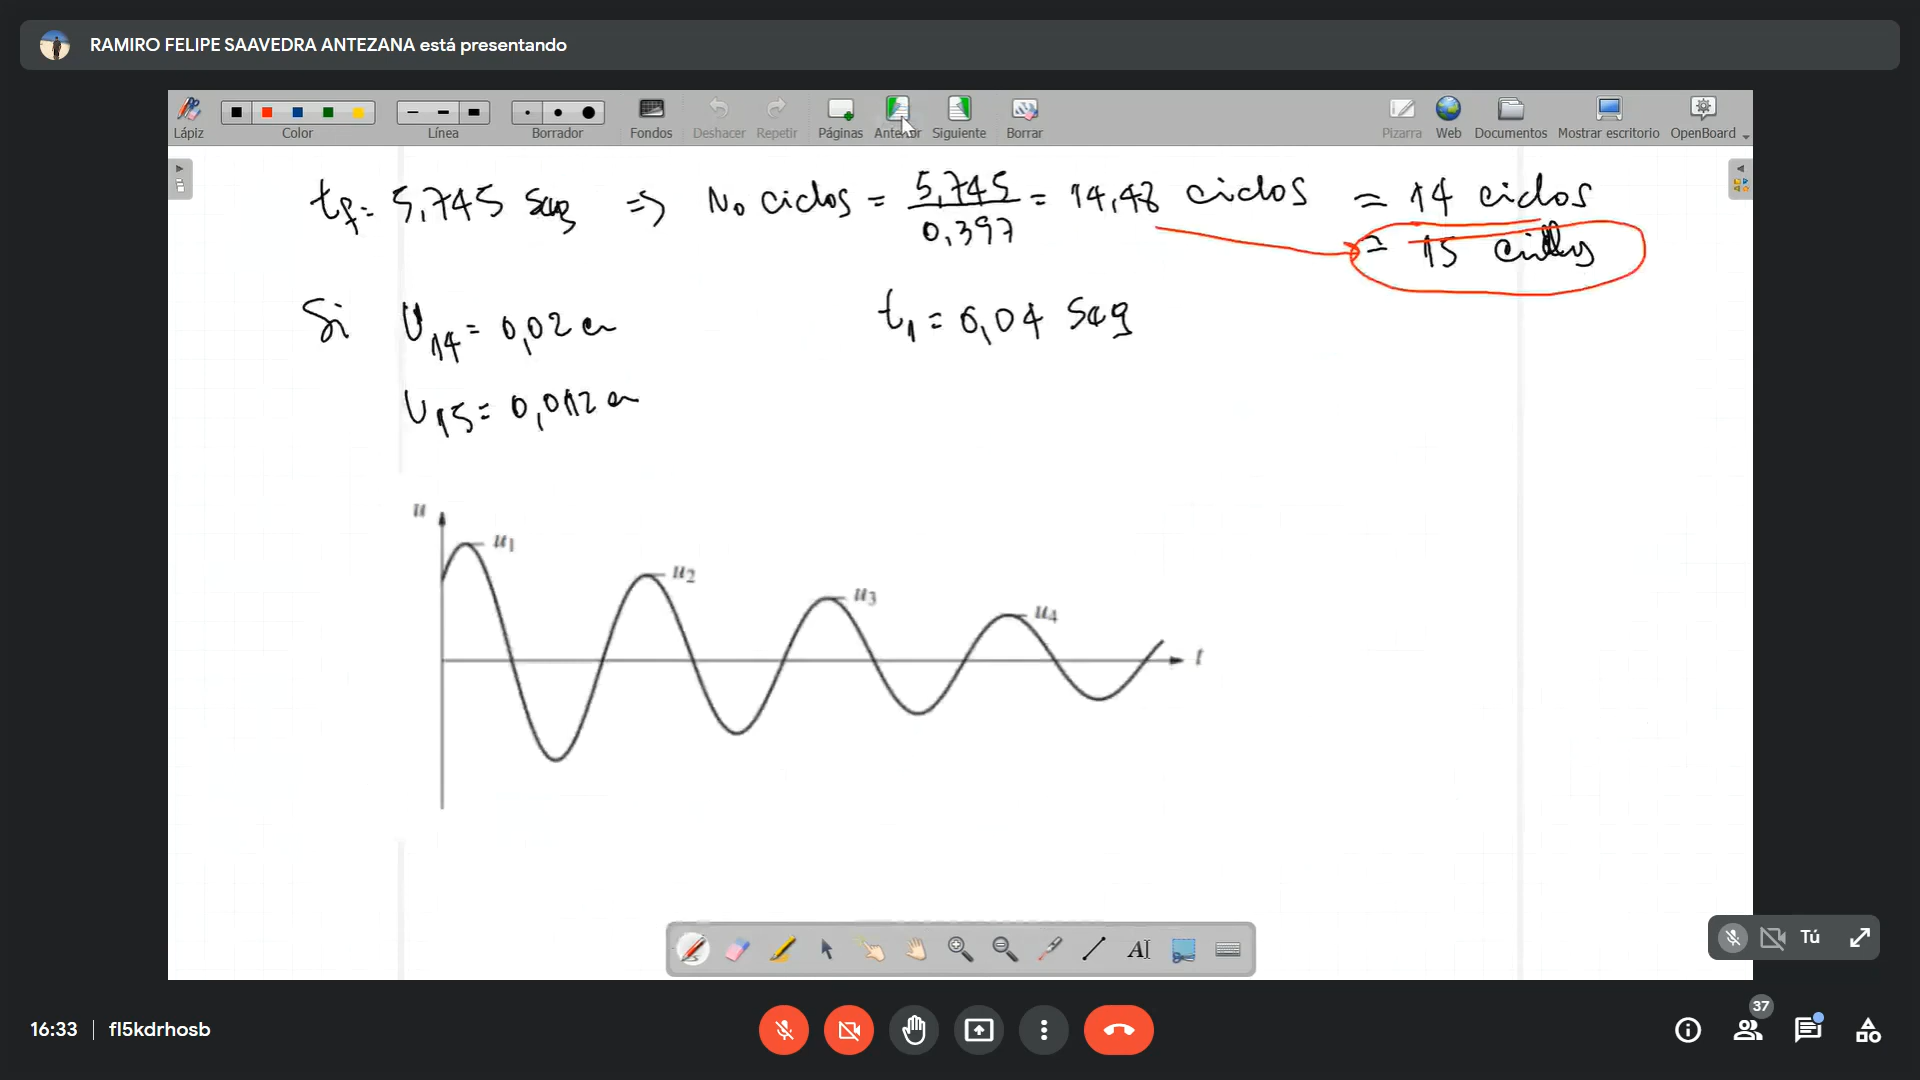 RAMIRO FELIPE SAAVEDRA ANTEZANA está presentando
Lápiz Color Línea Borrador Fondos Deshacer Repetir Páginas Anterior Siguiente Borrar Pizarra Web Documentos Mostrar escritorio OpenBoard
tf = 5,745 seg => No ciclos = 5,745 / 0,397 = 14,48 ciclos = 14 ciclos
= 15 ciclos
Si U14 = 0,02 cm t1 = 0,04 seg
U15 = 0,012 cm
u
u1
u2
u3
u4
t
Tú
16:33 | fl5kdrhosb
37